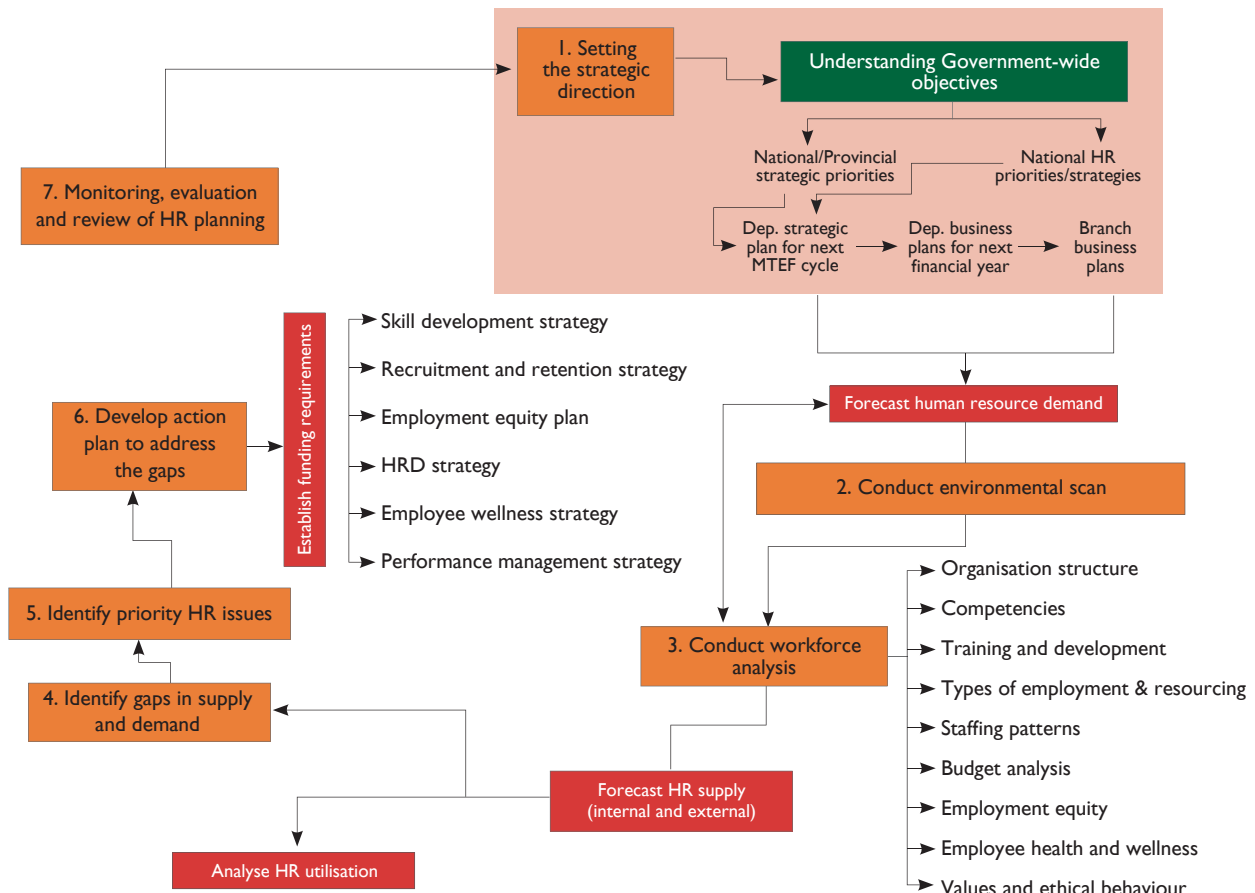 1. Setting
the strategic
direction
Understanding Government-wide
objectives
National/Provincial
strategic priorities
National HR
priorities/strategies
Dep. strategic
plan for next
MTEF cycle
Dep. business
plans for next
financial year
Branch
business
plans
7. Monitoring, evaluation
and review of HR planning
Establish funding requirements
Skill development strategy
Recruitment and retention strategy
Employment equity plan
HRD strategy
Employee wellness strategy
Performance management strategy
6. Develop action
plan to address
the gaps
Forecast human resource demand
2. Conduct environmental scan
5. Identify priority HR issues
3. Conduct workforce
analysis
Organisation structure
Competencies
Training and development
Types of employment & resourcing
Staffing patterns
Budget analysis
Employment equity
Employee health and wellness
Values and ethical behaviour
4. Identify gaps in supply
and demand
Forecast HR supply
(internal and external)
Analyse HR utilisation